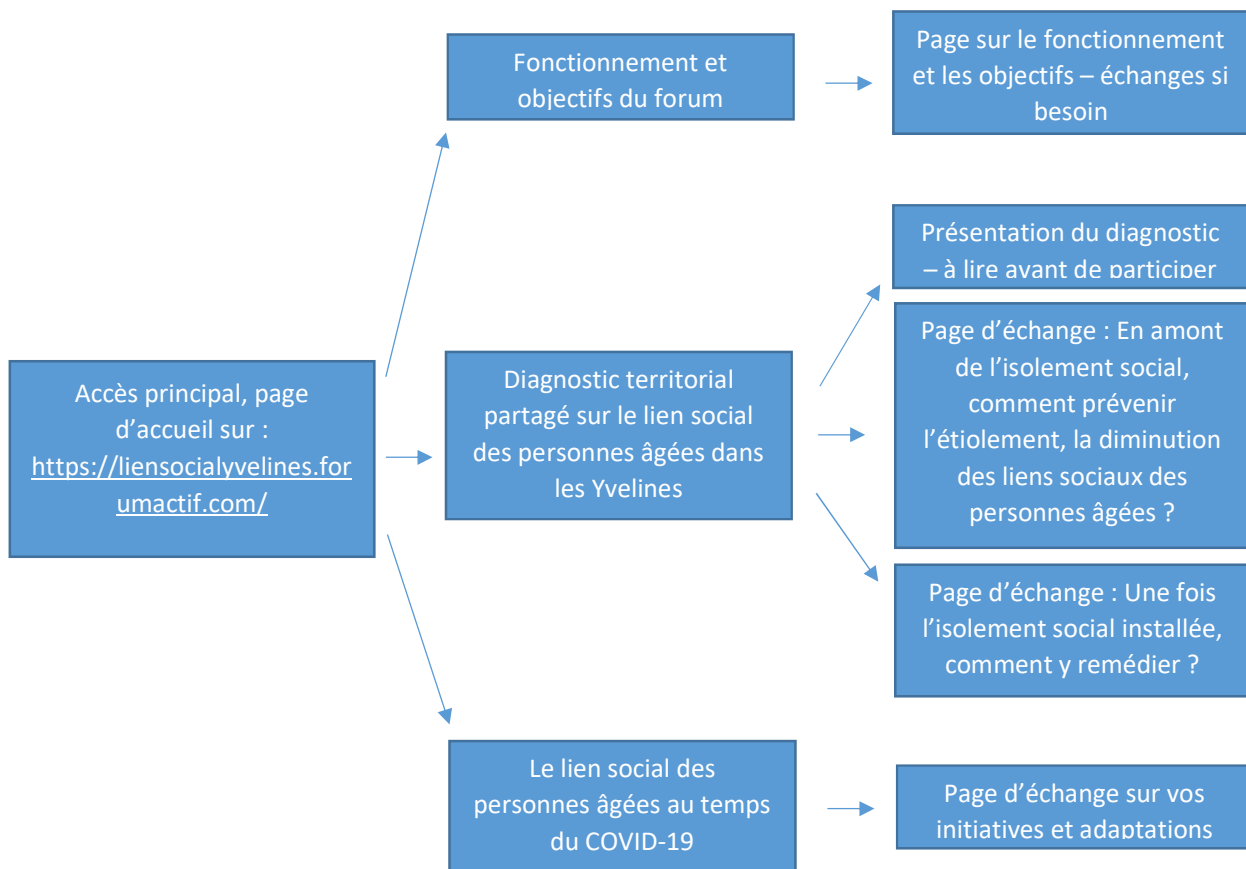 Accès principal, page
d’accueil sur :
https://liensocialyvelines.for
umactif.com/
Fonctionnement et
objectifs du forum
Page sur le fonctionnement
et les objectifs – échanges si
besoin
Diagnostic territorial
partagé sur le lien social
des personnes âgées dans
les Yvelines
Présentation du diagnostic
– à lire avant de participer
Page d’échange : En amont
de l’isolement social,
comment prévenir
l’étiolement, la diminution
des liens sociaux des
personnes âgées ?
Page d’échange : Une fois
l’isolement social installée,
comment y remédier ?
Le lien social des
personnes âgées au temps
du COVID-19
Page d’échange sur vos
initiatives et adaptations